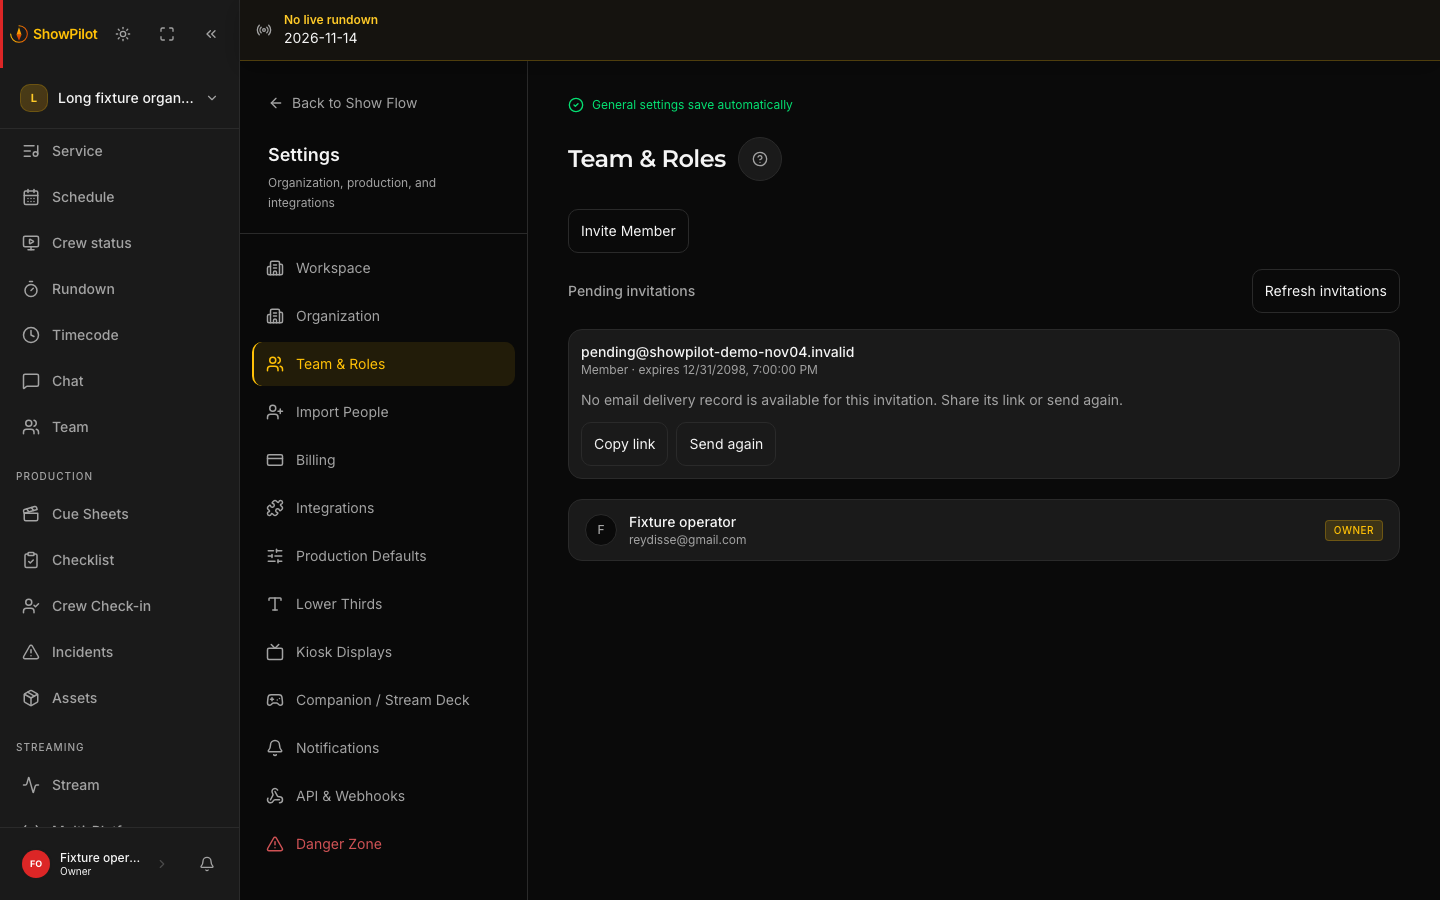 ShowPilot
No live rundown
2026-11-14
L
Long fixture organ...
Service
Schedule
Crew status
Rundown
Timecode
Chat
Team
PRODUCTION
Cue Sheets
Checklist
Crew Check-in
Incidents
Assets
STREAMING
Stream
FO
Fixture oper...
Owner
Back to Show Flow
Settings
Organization, production, and
integrations
Workspace
Organization
Team & Roles
Import People
Billing
Integrations
Production Defaults
Lower Thirds
Kiosk Displays
Companion / Stream Deck
Notifications
API & Webhooks
Danger Zone
General settings save automatically
Team & Roles
Invite Member
Pending invitations
Refresh invitations
pending@showpilot-demo-nov04.invalid
Member · expires 12/31/2098, 7:00:00 PM
No email delivery record is available for this invitation. Share its link or send again.
Copy link
Send again
F
Fixture operator
reydisse@gmail.com
OWNER